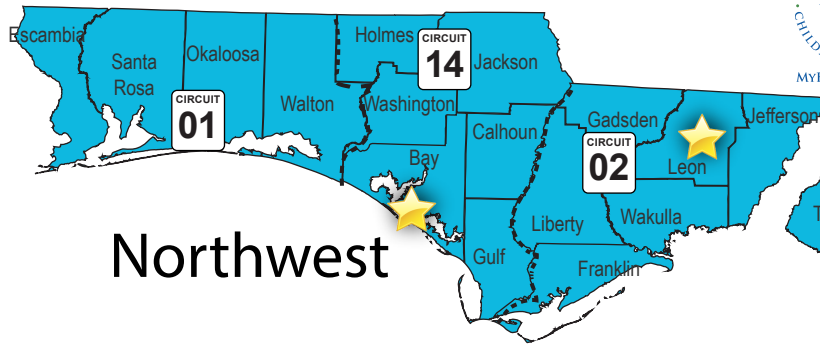 Escambia
Santa
Rosa
Okaloosa
Walton
Holmes
Washington
Jackson
Calhoun
Bay
Gulf
Liberty
Gadsden
Leon
Wakulla
Franklin
Jefferson
CIRCUIT
01
CIRCUIT
14
CIRCUIT
02
Northwest